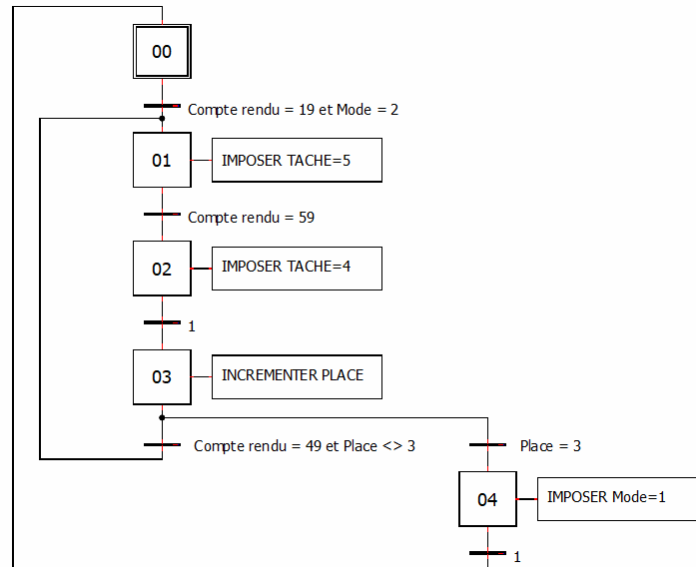 00
Compte rendu = 19 et Mode = 2
01
IMPOSER TACHE=5
Compte rendu = 59
02
IMPOSER TACHE=4
1
03
INCREMENTER PLACE
Compte rendu = 49 et Place <> 3
Place = 3
04
IMPOSER Mode=1
1